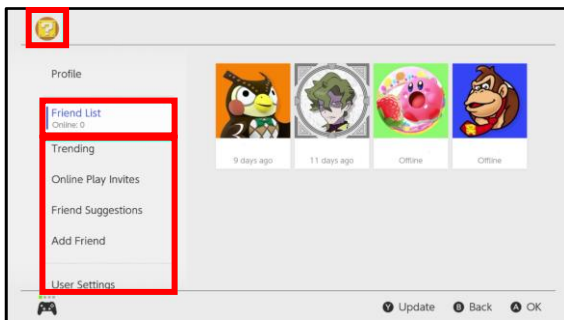 Profile
Friend List
Online: 0
Trending
Online Play Invites
Friend Suggestions
Add Friend
User Settings
9 days ago
11 days ago
Offline
Offline
Y Update B Back A OK